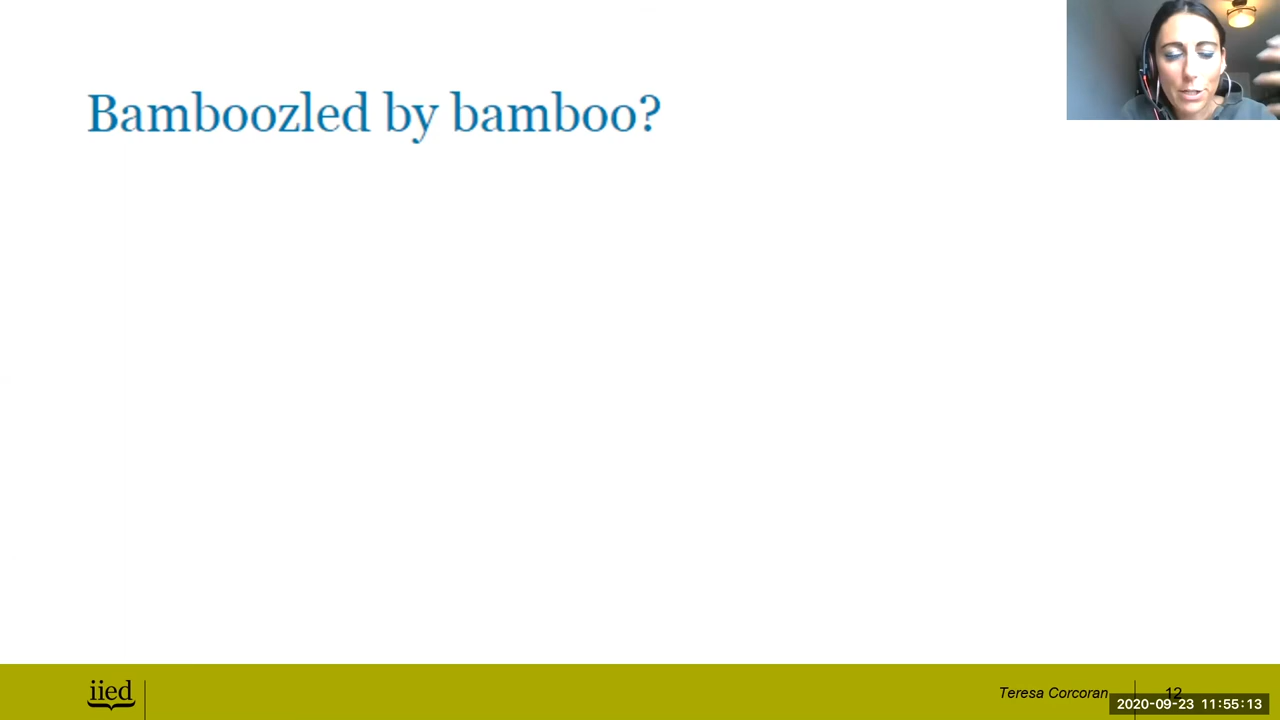 Bamboozled by bamboo?
iied
Teresa Corcoran
12
2020-09-23 11:55:13